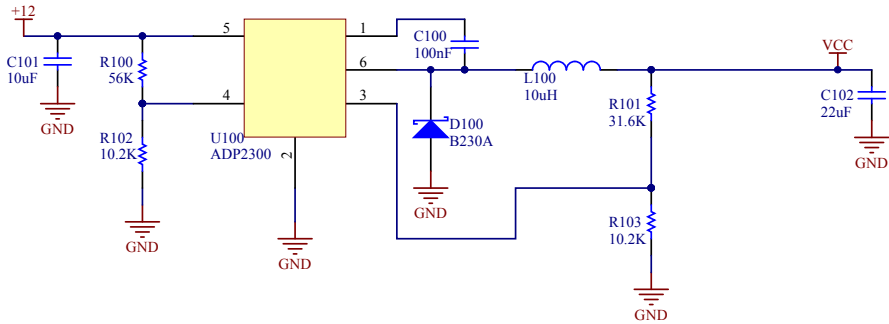 +12
C101
10uF
GND
R100
56K
R102
10.2K
GND
5
4
U100
ADP2300
2
GND
1
6
3
C100
100nF
D100
B230A
GND
L100
10uH
R101
31.6K
R103
10.2K
GND
VCC
C102
22uF
GND